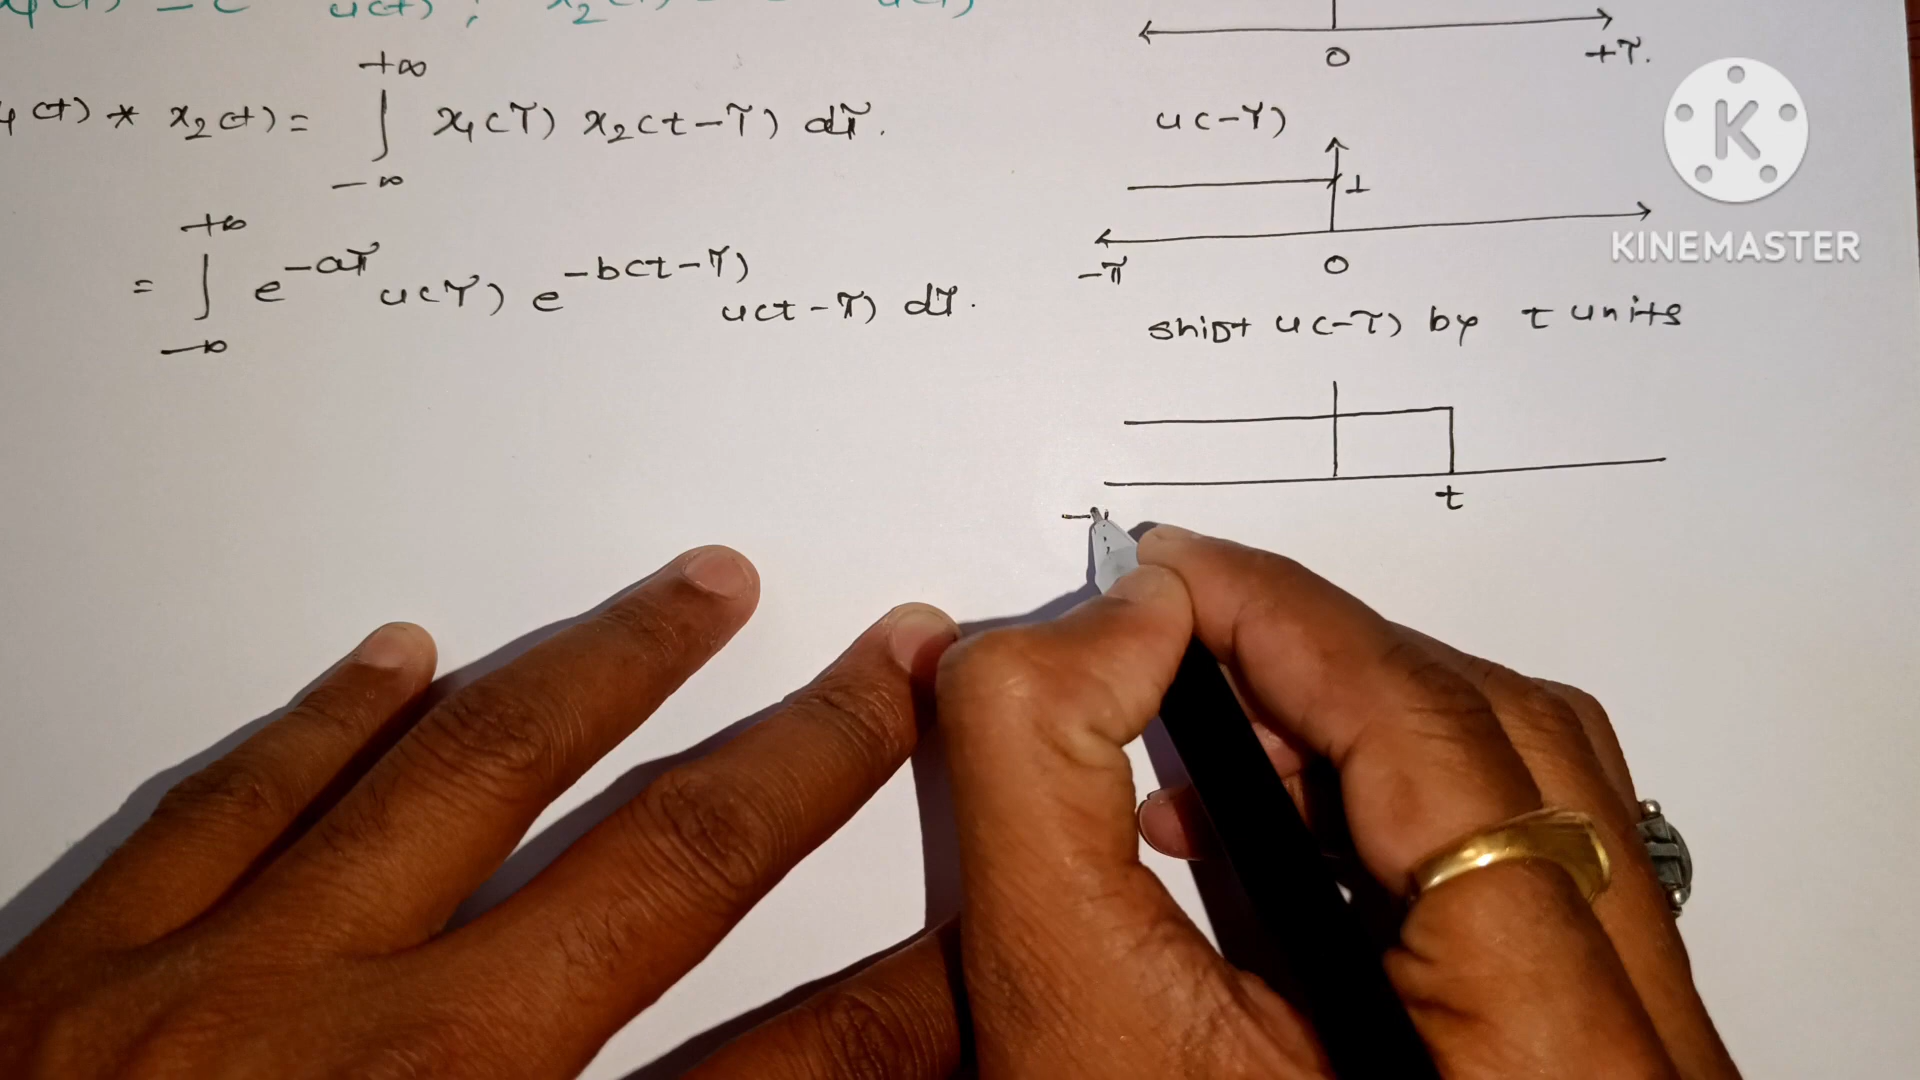 +∞
x₁(t) * x₂(t) = ∫ x₁(τ) x₂(t-τ) dτ.
-∞
+∞
= ∫ e^{-aτ} u(τ) e^{-b(t-τ)} u(t-τ) dτ.
-∞
0 +τ.
u(-τ)
1
-τ 0
shift u(-τ) by t units
t
K
KINEMASTER